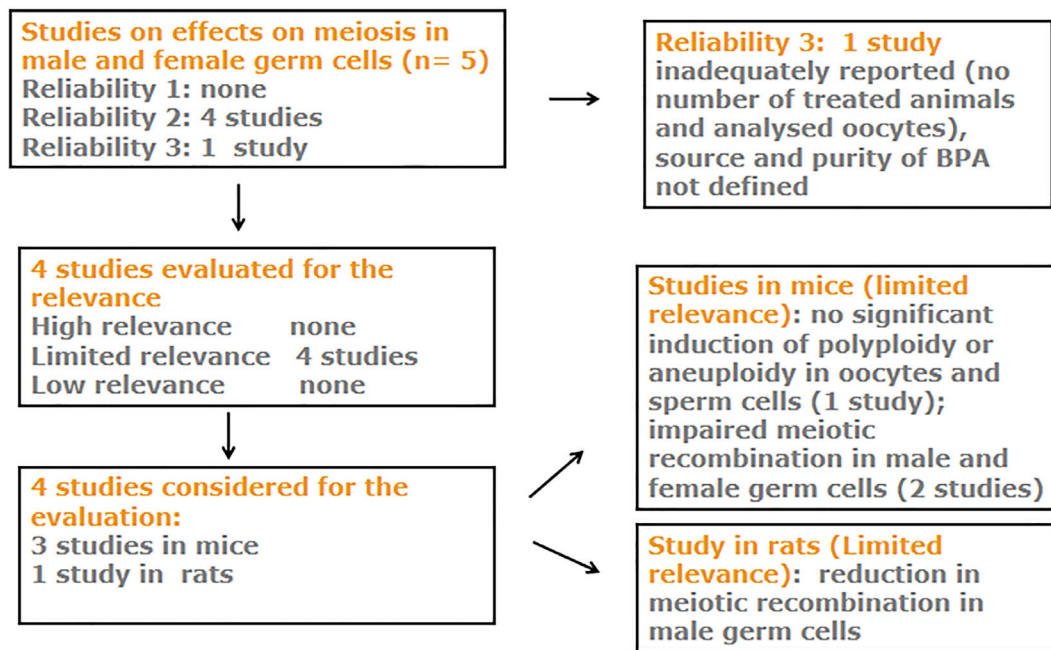 Studies on effects on meiosis in
male and female germ cells (n= 5)
Reliability 1: none
Reliability 2: 4 studies
Reliability 3: 1 study
Reliability 3: 1 study
inadequately reported (no
number of treated animals
and analysed oocytes),
source and purity of BPA
not defined
4 studies evaluated for the
relevance
High relevance none
Limited relevance 4 studies
Low relevance none
Studies in mice (limited
relevance): no significant
induction of polyploidy or
aneuploidy in oocytes and
sperm cells (1 study);
impaired meiotic
recombination in male and
female germ cells (2 studies)
4 studies considered for the
evaluation:
3 studies in mice
1 study in rats
Study in rats (Limited
relevance): reduction in
meiotic recombination in
male germ cells